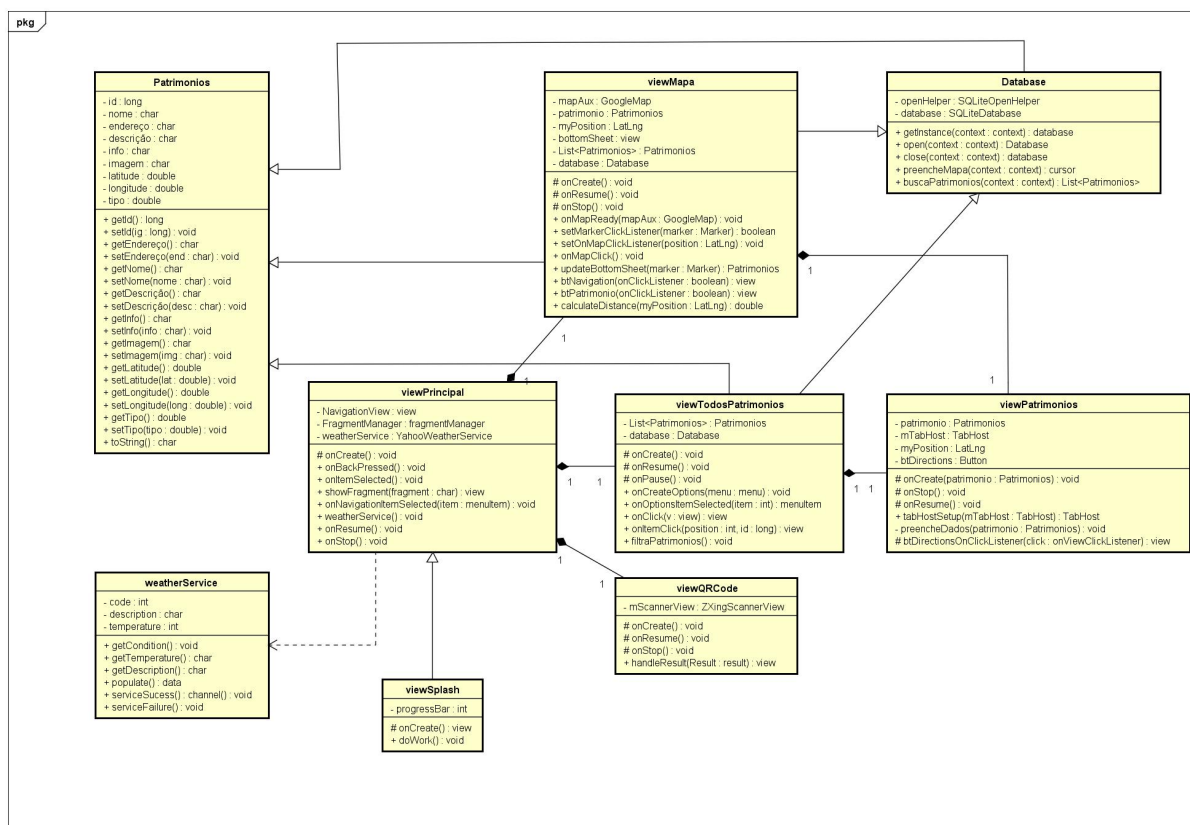 pkg
Patrimonios
- id : long
- nome : char
- endereço : char
- descrição : char
- info : char
- imagem : char
- latitude : double
- longitude : double
- tipo : double
+ getId() : long
+ setId(ig : long) : void
+ getEndereço() : char
+ setEndereço(end : char) : void
+ getNome() : char
+ setNome(nome : char) : void
+ getDescrição() : char
+ setDescrição(desc : char) : void
+ getInfo() : char
+ setInfo(info : char) : void
+ getImagem() : char
+ setImagem(img : char) : void
+ getLatitude() : double
+ setLatitude(lat : double) : void
+ getLongitude() : double
+ setLongitude(long : double) : void
+ getTipo() : double
+ setTipo(tipo : double) : void
+ toString() : char
viewMapa
- mapAux : GoogleMap
- patrimonio : Patrimonios
- myPosition : LatLng
- bottomSheet : view
- List<Patrimonios> : Patrimonios
- database : Database
# onCreate() : void
# onResume() : void
# onStop() : void
+ onMapReady(mapAux : GoogleMap) : void
+ setMarkerClickListener(marker : Marker) : boolean
+ setOnMapClickListener(position : LatLng) : void
+ onMapClick() : void
+ updateBottomSheet(marker : Marker) : Patrimonios
+ btNavigation(onClickListener : boolean) : view
+ btPatrimonio(onClickListener : boolean) : view
+ calculateDistance(myPosition : LatLng) : double
Database
- openHelper : SQLiteOpenHelper
- database : SQLiteDatabase
+ getInstance(context : context) : database
+ open(context : context) : Database
+ close(context : context) : database
+ preencheMapa(context : context) : cursor
+ buscaPatrimonios(context : context) : List<Patrimonios>
1
1
1
1
viewPrincipal
- NavigationView : view
- FragmentManager : fragmentManager
- weatherService : YahooWeatherService
# onCreate() : void
+ onBackPressed() : void
+ onItemSelected() : void
+ showFragment(fragment : char) : view
+ onNavigationItemSelected(item : menuItem) : void
+ weatherService() : void
+ onResume() : void
+ onStop() : void
1
1
viewTodosPatrimonios
- List<Patrimonios> : Patrimonios
- database : Database
# onCreate() : void
# onResume() : void
# onPause() : void
+ onCreateOptions(menu : menu) : void
+ onOptionsItemSelected(item : int) : menuItem
+ onClick(v : view) : view
+ onItemClick(position : int, id : long) : view
+ filtraPatrimonios() : void
1
1
viewPatrimonios
- patrimonio : Patrimonios
- mTabHost : TabHost
- myPosition : LatLng
- btDirections : Button
# onCreate(patrimonio : Patrimonios) : void
# onStop() : void
# onResume() : void
+ tabHostSetup(mTabHost : TabHost) : TabHost
- preencheDados(patrimonio : Patrimonios) : void
# btDirectionsOnClickListener(click : onViewClickListener) : view
1
1
weatherService
- code : int
- description : char
- temperature : int
+ getCondition() : void
+ getTemperature() : char
+ getDescription() : char
+ populate() : data
+ serviceSucess() : channel() : void
+ serviceFailure() : void
viewQRCode
- mScannerView : ZXingScannerView
# onCreate() : void
# onResume() : void
# onStop() : void
+ handleResult(Result : result) : view
viewSplash
- progressBar : int
# onCreate() : view
+ doWork() : void